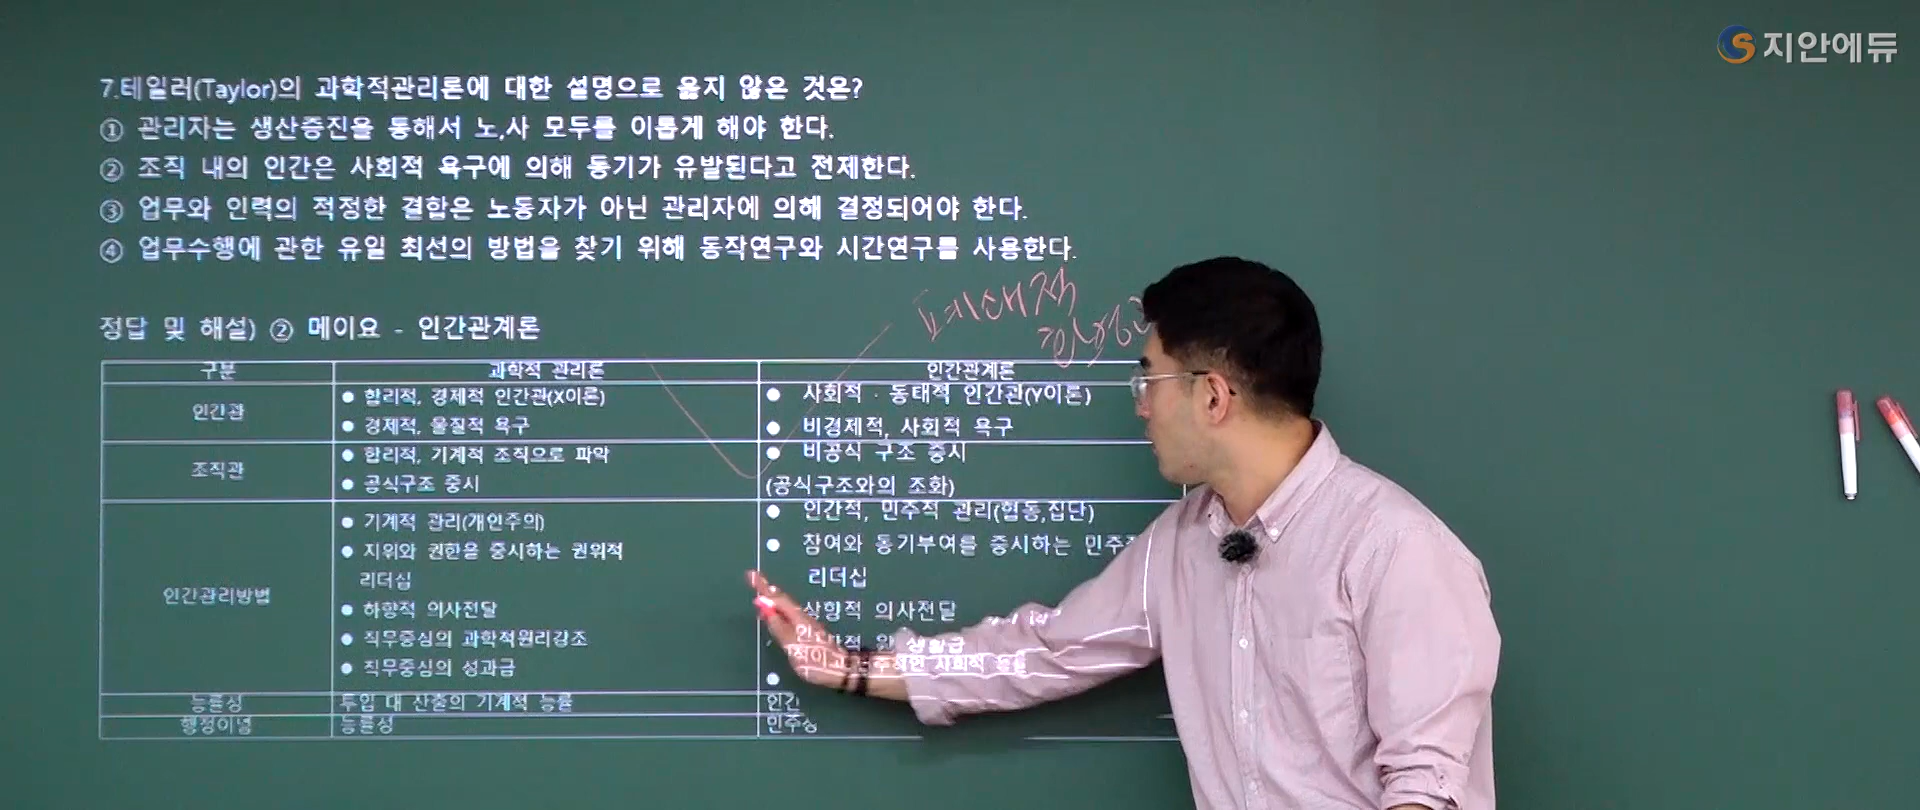 지안에듀
7.테일러(Taylor)의 과학적관리론에 대한 설명으로 옳지 않은 것은?
① 관리자는 생산증진을 통해서 노,사 모두를 이롭게 해야 한다.
② 조직 내의 인간은 사회적 욕구에 의해 동기가 유발된다고 전제한다.
③ 업무와 인력의 적정한 결합은 노동자가 아닌 관리자에 의해 결정되어야 한다.
④ 업무수행에 관한 유일 최선의 방법을 찾기 위해 동작연구와 시간연구를 사용한다.
폐쇄적
정답 및 해설) ② 메이요 - 인간관계론
구분 과학적 관리론 인간관계론
인간관
● 합리적, 경제적 인간관(X이론)
● 경제적, 물질적 욕구
● 사회적 · 동태적 인간관(Y이론)
● 비경제적, 사회적 욕구
조직관
● 합리적, 기계적 조직으로 파악
● 공식구조 중시
● 비공식 구조 중시
(공식구조와의 조화)
인간관리방법
● 기계적 관리(개인주의)
● 지위와 권한을 중시하는 권위적
리더십
● 하향적 의사전달
● 직무중심의 과학적원리강조
● 직무중심의 성과급
● 인간적, 민주적 관리(협동,집단)
● 참여와 동기부여를 중시하는
리더십
상향적 의사전달
생활급
사회적 능률
능률성 투입 대 산출의 기계적 능률 인간
행정이념 능률성 민주성